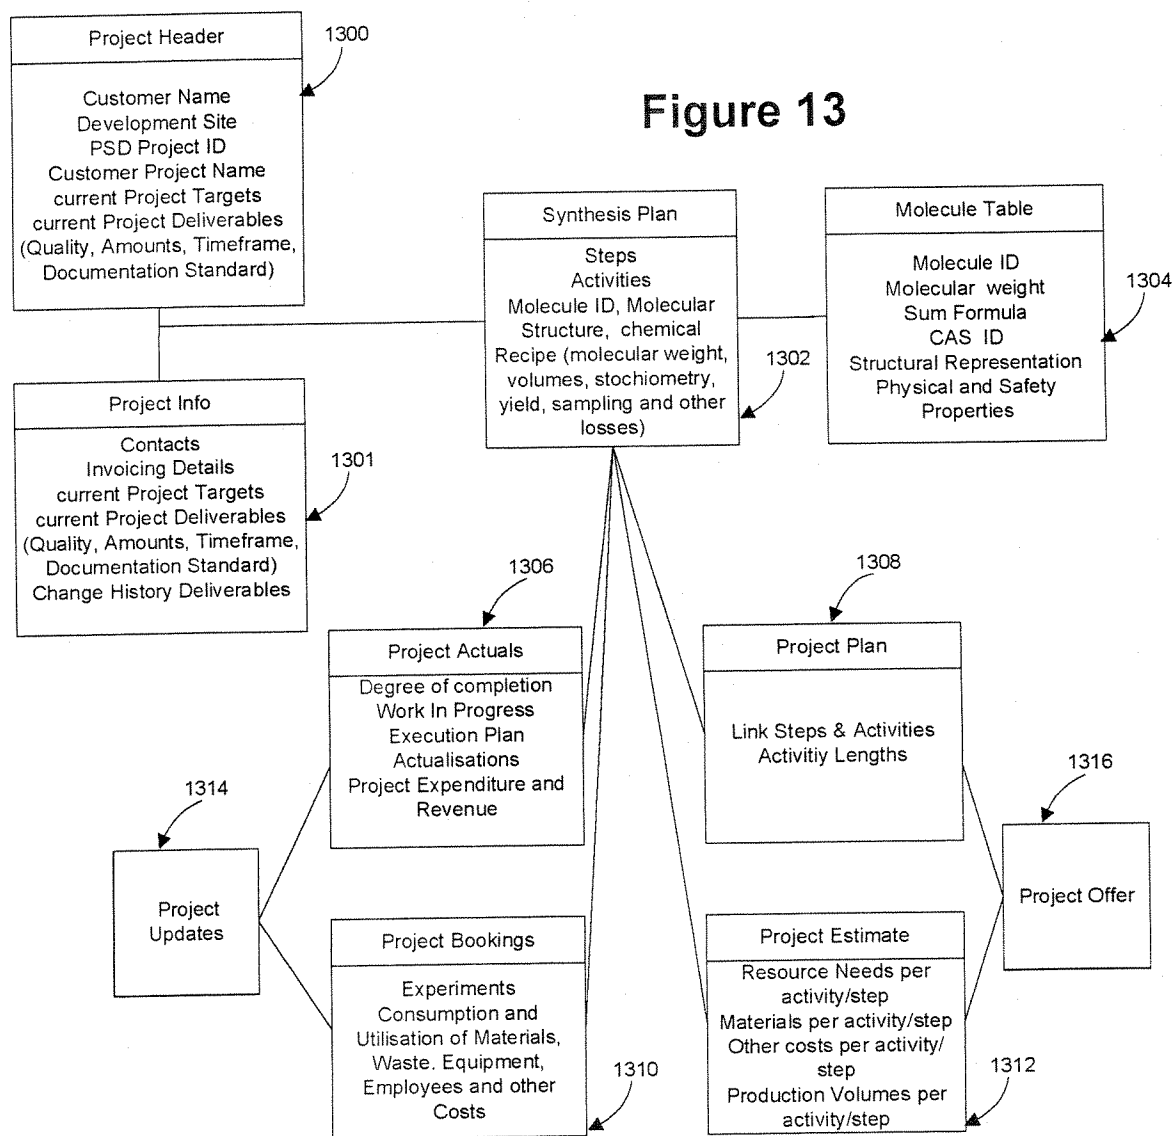 Project Header
1300
Customer Name
Development Site
PSD Project ID
Customer Project Name
current Project Targets
current Project Deliverables
(Quality, Amounts, Timeframe,
Documentation Standard)
Figure 13
Synthesis Plan
Steps
Activities
Molecule ID, Molecular
Structure, chemical
Recipe (molecular weight,
volumes, stochiometry,
yield, sampling and other
losses)
1302
Molecule Table
Molecule ID
Molecular weight
Sum Formula
CAS ID
Structural Representation
Physical and Safety
Properties
1304
Project Info
Contacts
Invoicing Details
current Project Targets
current Project Deliverables
(Quality, Amounts, Timeframe,
Documentation Standard)
Change History Deliverables
1301
1306
Project Actuals
Degree of completion
Work In Progress
Execution Plan
Actualisations
Project Expenditure and
Revenue
1308
Project Plan
Link Steps & Activities
Activitiy Lengths
1314
Project
Updates
1316
Project Offer
Project Bookings
Experiments
Consumption and
Utilisation of Materials,
Waste. Equipment,
Employees and other
Costs
1310
Project Estimate
Resource Needs per
activity/step
Materials per activity/step
Other costs per activity/
step
Production Volumes per
activity/step
1312